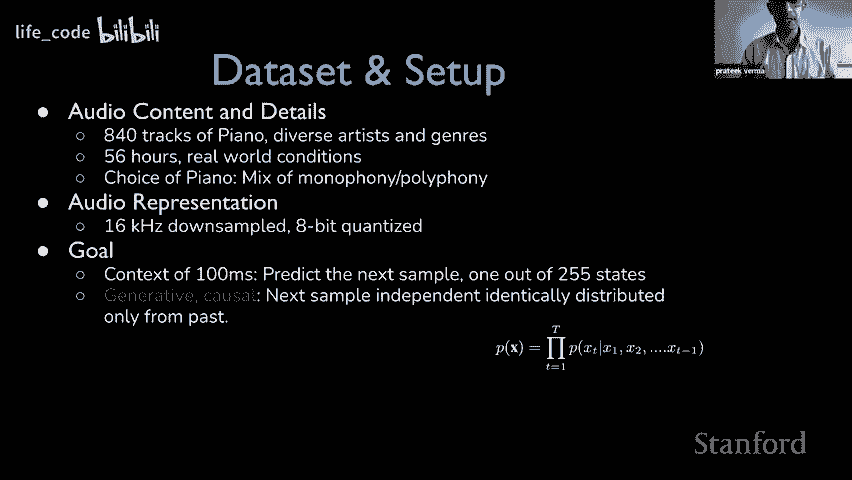 life_code bilibili
prateek verma
Dataset & Setup
● Audio Content and Details
○ 840 tracks of Piano, diverse artists and genres
○ 56 hours, real world conditions
○ Choice of Piano: Mix of monophony/polyphony
● Audio Representation
○ 16 kHz downsampled, 8-bit quantized
● Goal
○ Context of 100ms: Predict the next sample, one out of 255 states
○ Generative, causal: Next sample independent identically distributed
only from past.
p(x) = ∏_{t=1}^{T} p(x_t|x_1, x_2, ....x_{t−1})
Stanford